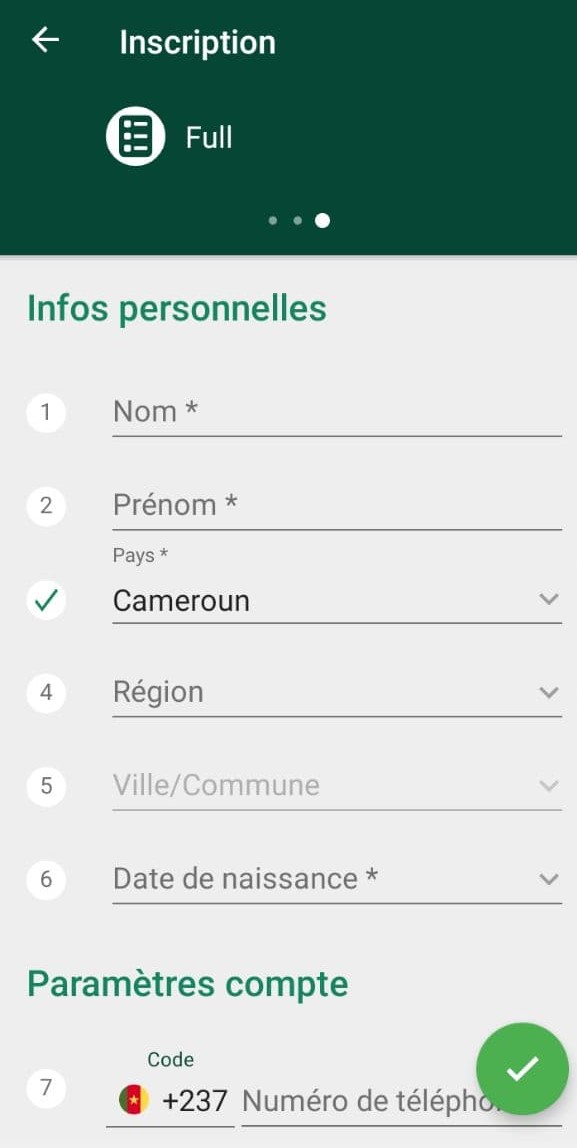 Inscription
Full
Infos personnelles
1
Nom *
2
Prénom *
Pays *
Cameroun
4
Région
5
Ville/Commune
6
Date de naissance *
Paramètres compte
Code
7
+237 Numéro de télépho